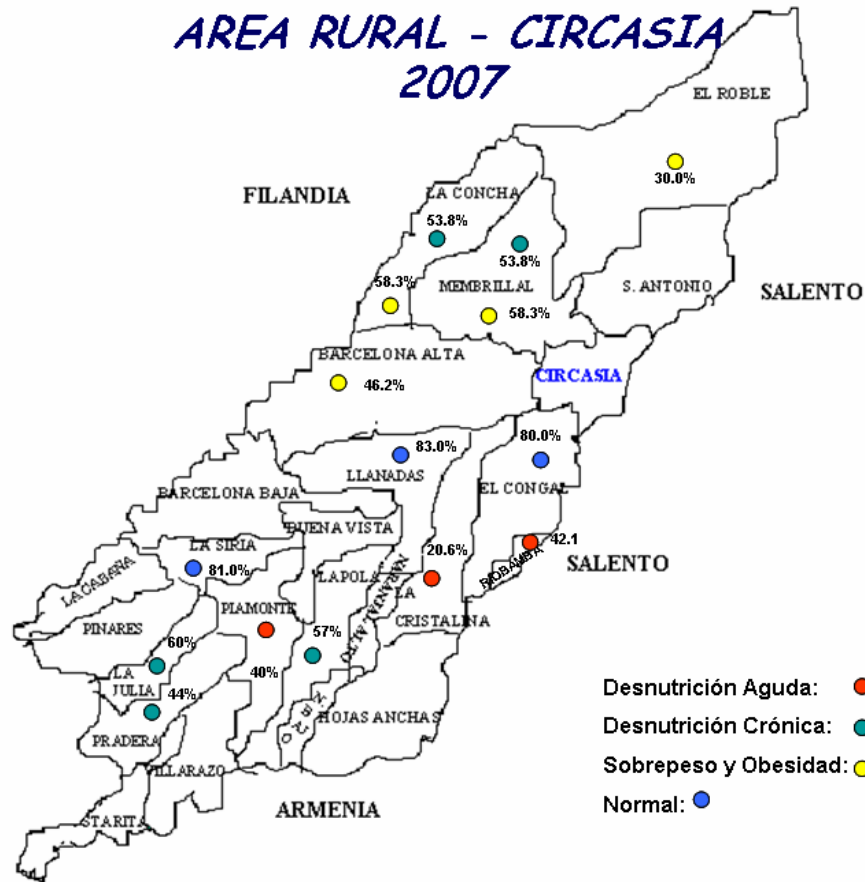 AREA RURAL - CIRCASIA
2007
EL ROBLE
30.0%
FILANDIA
LA CONCHA
53.8%
53.8%
58.3%
MEMBRILLAL
58.3%
S. ANTONIO
SALENTO
BARCELONA ALTA
46.2%
CIRCASIA
83.0%
LLANADAS
80.0%
EL CONGAL
BARCELONA BAJA
BUENA VISTA
LA SIRIA
81.0%
20.6%
42.1
RIOBAMBA
SALENTO
LA CABAÑA
LA POLA
NARANJAL ALTO
LA
CRISTALINA
PIAMONTE
PINARES
57%
60%
40%
LA
JULIA
44%
PRADERA
HOJAS ANCHAS
VILLARAZO
ARMENIA
STARITA
Desnutrición Aguda:
Desnutrición Crónica:
Sobrepeso y Obesidad:
Normal: